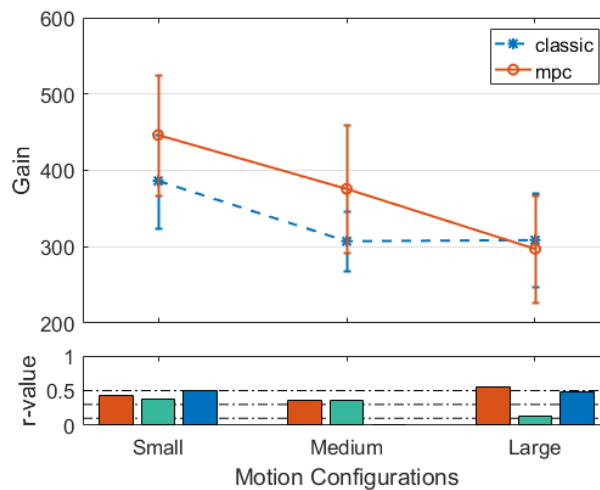 600
500
400
300
200
Gain
classic
mpc
1
0.5
0
r-value
Small Medium Large
Motion Configurations